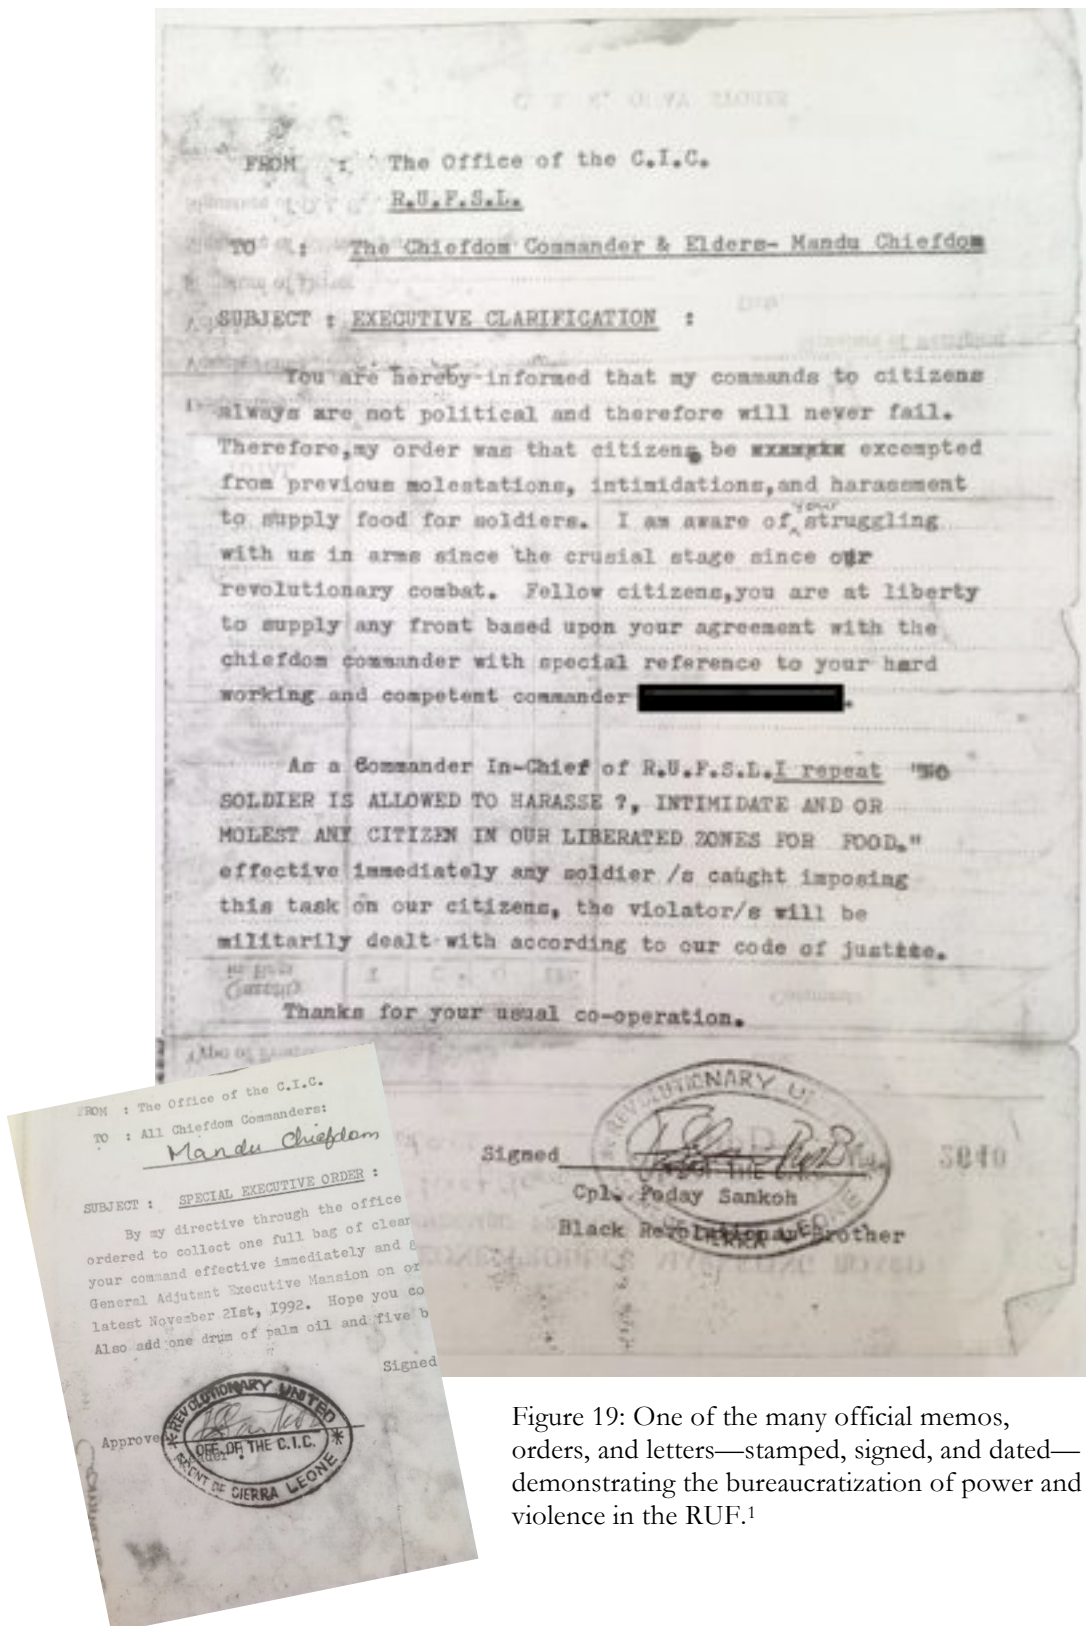 FROM : The Office of the C.I.C.
R.U.F.S.L.
TO : The Chiefdom Commander & Elders- Mandu Chiefdom
SUBJECT : EXECUTIVE CLARIFICATION :
You are hereby informed that my commands to citizens
always are not political and therefore will never fail.
Therefore,my order was that citizens be excempted
from previous molestations, intimidations,and harassment
to supply food for soldiers. I am aware of your struggling
with us in arms since the crusial stage since our
revolutionary combat. Fellow citizens,you are at liberty
to supply any front based upon your agreement with the
chiefdom commander with special reference to your hard
working and competent commander
As a Commander In-Chief of R.U.F.S.L.I repeat "NO
SOLDIER IS ALLOWED TO HARASSE ?, INTIMIDATE AND OR
MOLEST ANY CITIZEN IN OUR LIBERATED ZONES FOR FOOD."
effective immediately any soldier /s caught imposing
this task on our citizens, the violator/s will be
militarily dealt with according to our code of justice.
Thanks for your usual co-operation.
REVOLUTIONARY
OF THE
SIERRA LEONE
Signed
Cpl. Foday Sankoh
Black Revolutionary Brother
3040
FROM : The Office of the C.I.C.
TO : All Chiefdom Commanders:
Mandu Chiefdom
SUBJECT : SPECIAL EXECUTIVE ORDER :
By my directive through the office
ordered to collect one full bag of clean
your command effective immediately and
General Adjutant Executive Mansion on or
latest November 21st, 1992. Hope you co
Also add one drum of palm oil and five b
Signed
Approve
REVOLUTIONARY UNITED
OFF. OF THE C.I.C.
FRONT OF SIERRA LEONE
Figure 19: One of the many official memos,
orders, and letters—stamped, signed, and dated—
demonstrating the bureaucratization of power and
violence in the RUF.¹